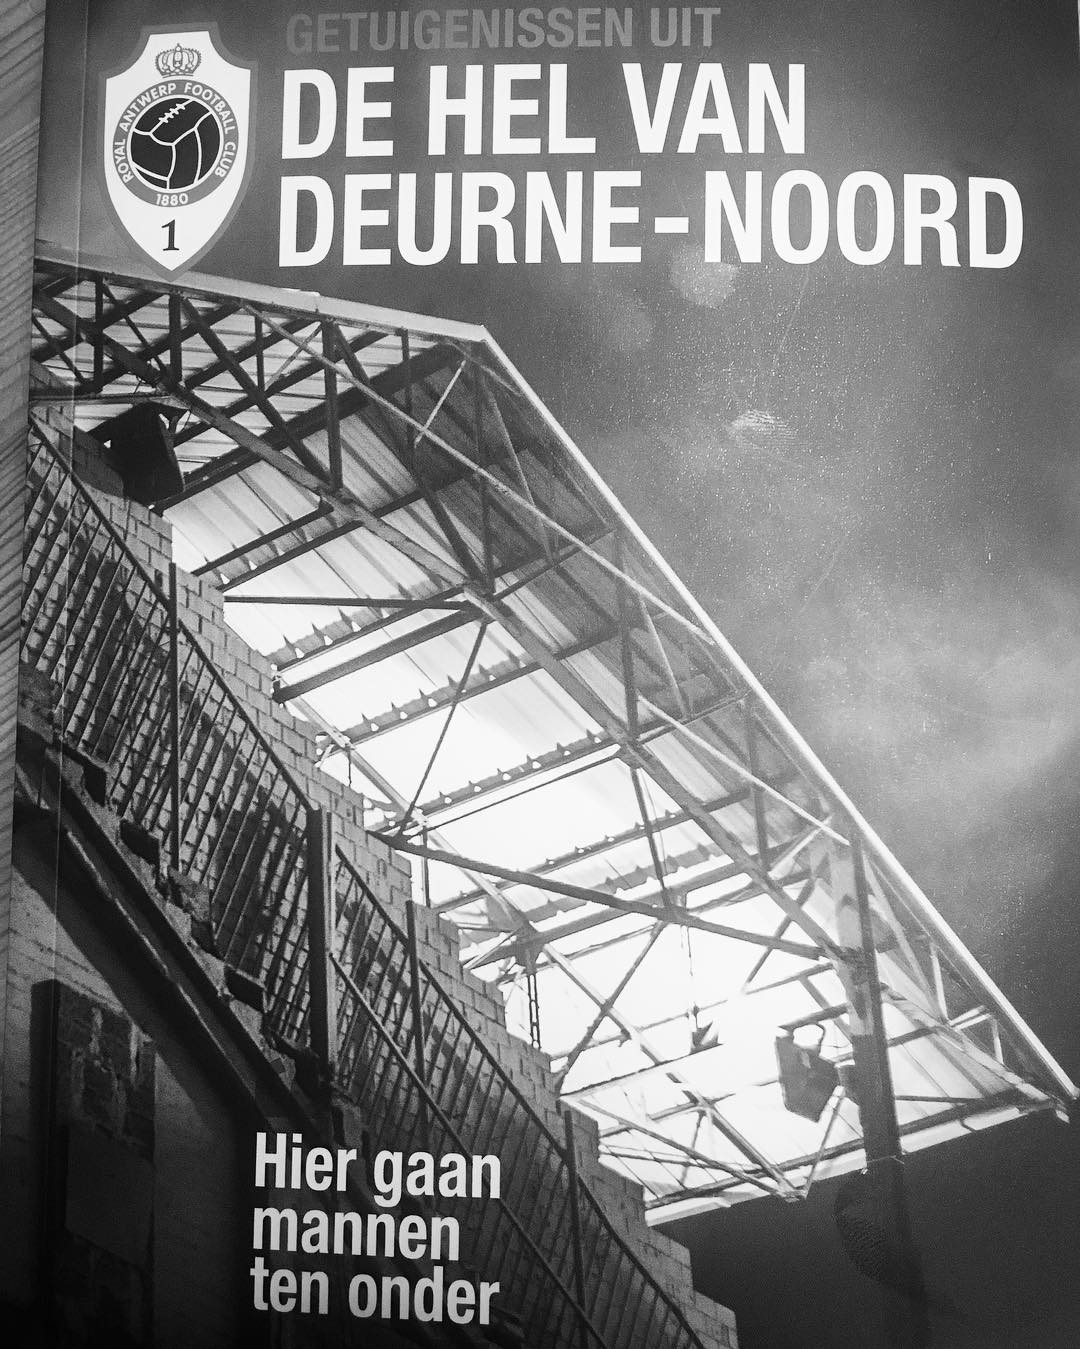 GETUIGENISSEN UIT
DE HEL VAN
DEURNE-NOORD
ROYAL ANTWERP FOOTBALL CLUB
1880
1
Hier gaan
mannen
ten onder